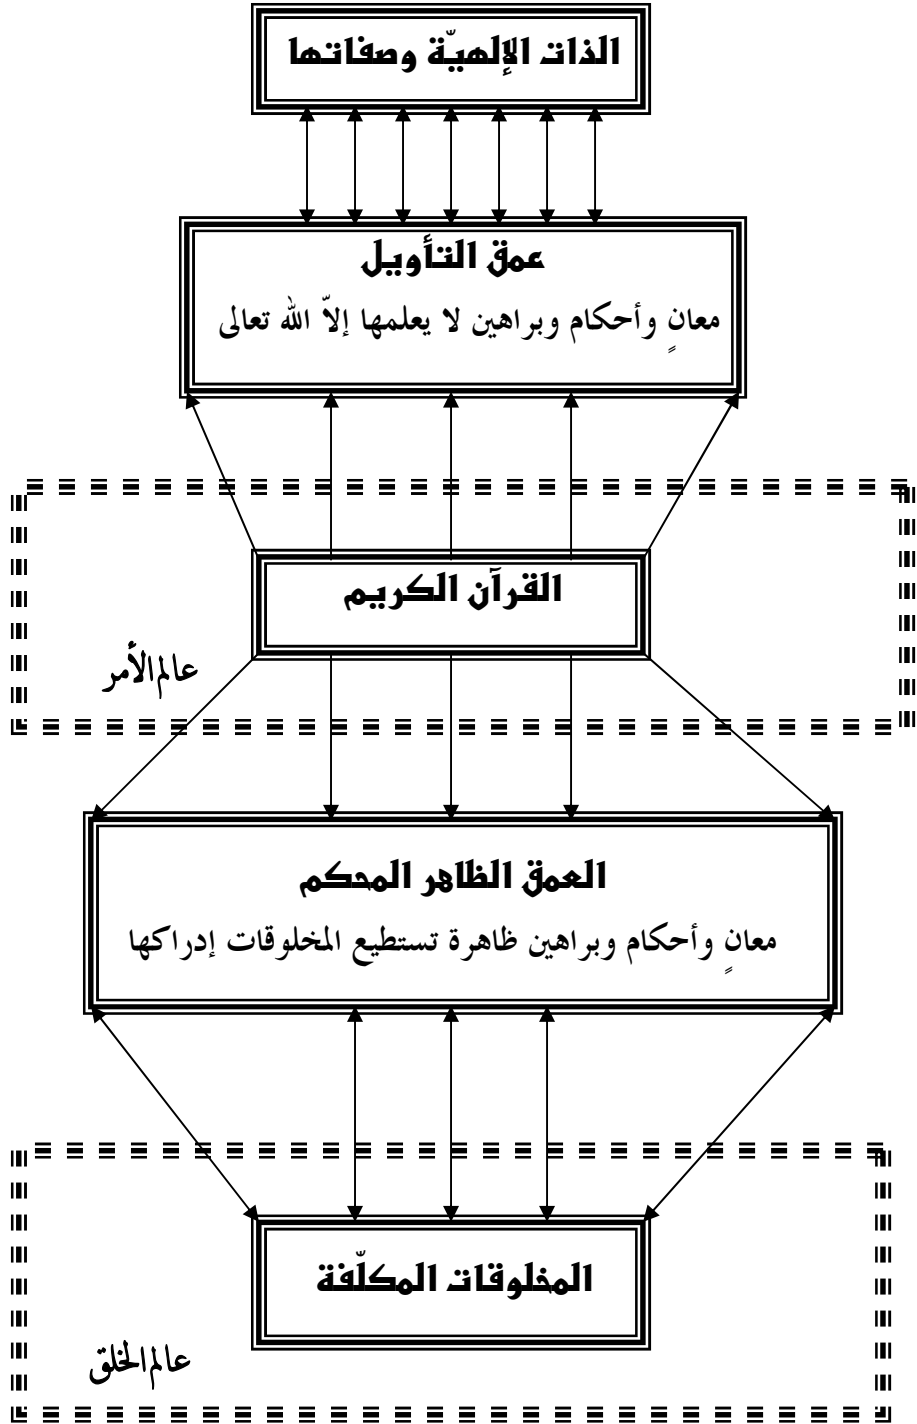 الذات الإلهيّة وصفاتها
عمق التأويل
معانٍ وأحكام وبراهين لا يعلمها إلاّ الله تعالى
القرآن الكريم
عالم الأمر
العمق الظاهر المحكم
معانٍ وأحكام وبراهين ظاهرة تستطيع المخلوقات إدراكها
المخلوقات المكلّفة
عالم الخلق